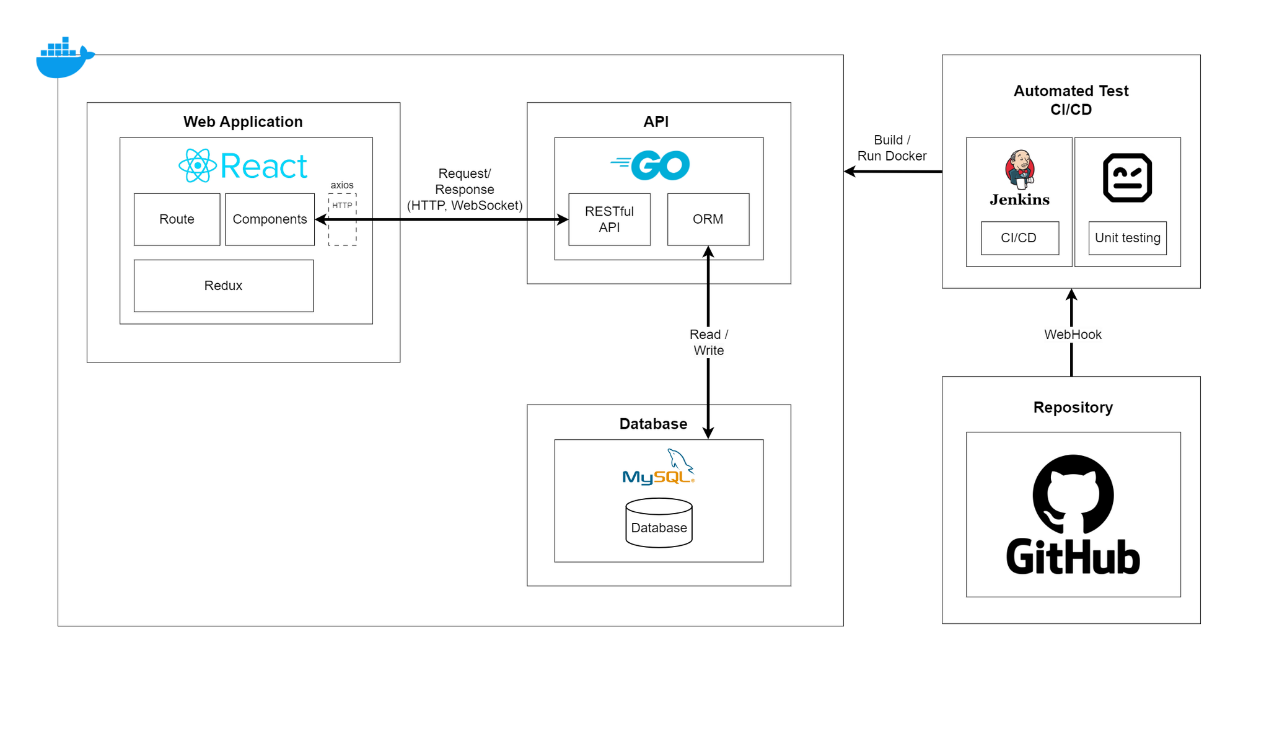 Web Application
React
axios
HTTP
Route
Components
Redux
Request/
Response
(HTTP, WebSocket)
API
GO
RESTful
API
ORM
Read /
Write
Database
MySQL®
Database
Build /
Run Docker
Automated Test
CI/CD
Jenkins
CI/CD
Unit testing
WebHook
Repository
GitHub